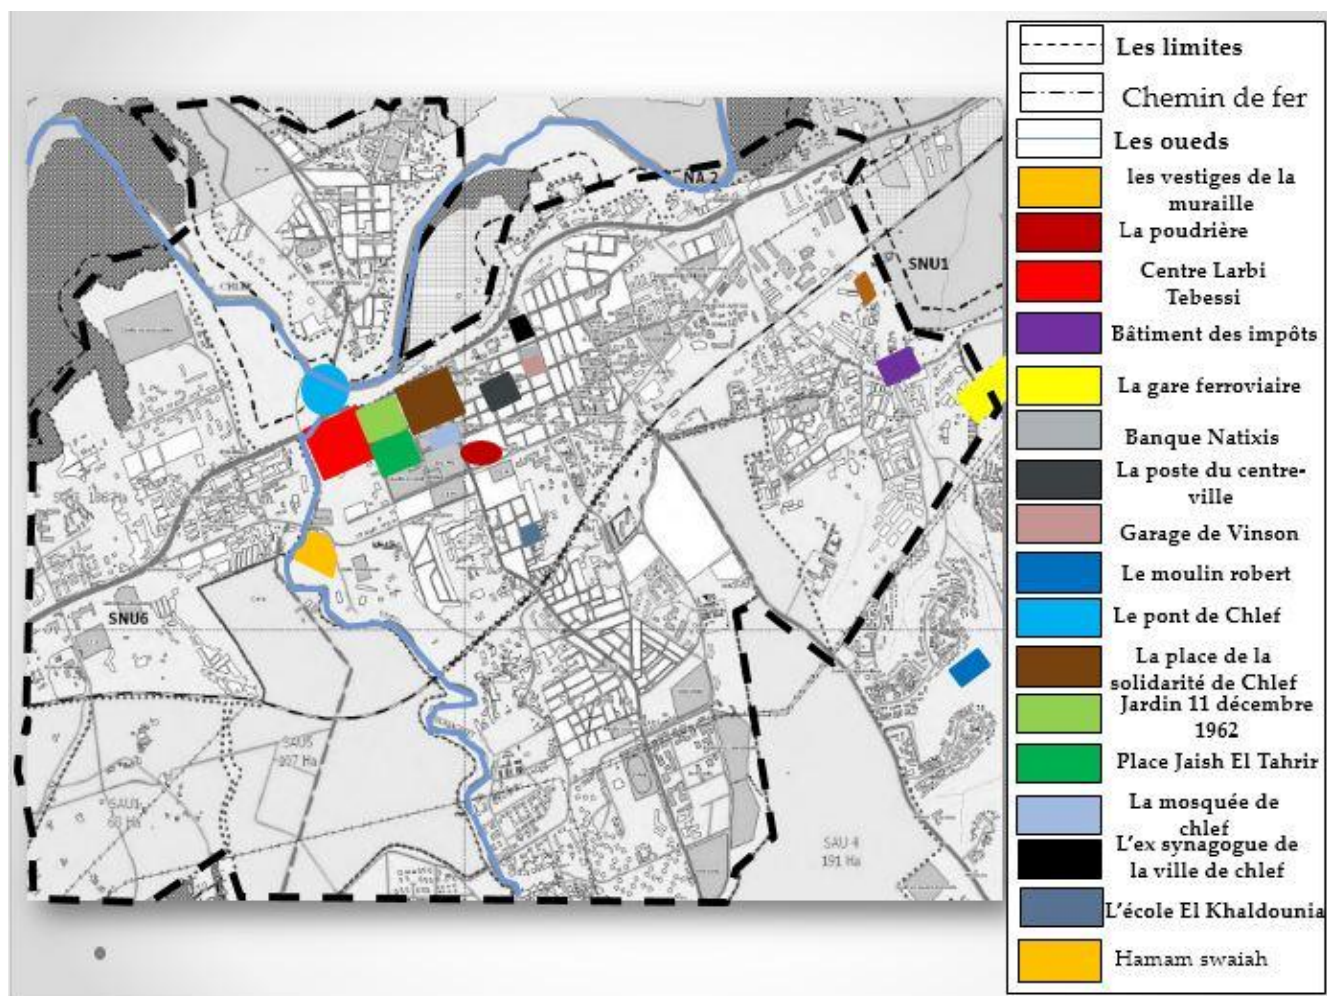 NA 2
SNU1
CHLEF
SNU6
SAU5
107 Ha
SAU1
60 Ha
SAU 4
191 Ha
Les limites
Chemin de fer
Les oueds
les vestiges de la
muraille
La poudrière
Centre Larbi
Tebessi
Bâtiment des impôts
La gare ferroviaire
Banque Natixis
La poste du centre-
ville
Garage de Vinson
Le moulin robert
Le pont de Chlef
La place de la
solidarité de Chlef
Jardin 11 décembre
1962
Place Jaish El Tahrir
La mosquée de
chlef
L'ex synagogue de
la ville de chlef
L'école El Khaldounia
Hamam swaiah